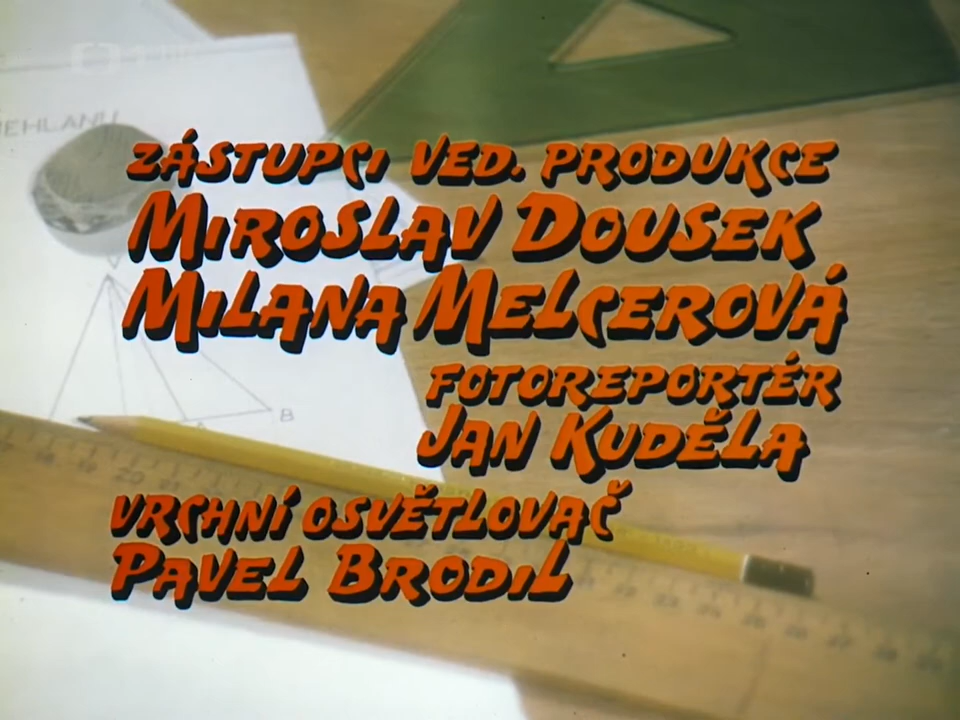 ZÁSTUPCI VED. PRODUKCE
MIROSLAV DOUSEK
MILANA MELCEROVÁ
FOTOREPORTÉR
JAN KUDĚLA
VRCHNÍ OSVĚTLOVAČ
PAVEL BRODIL
B